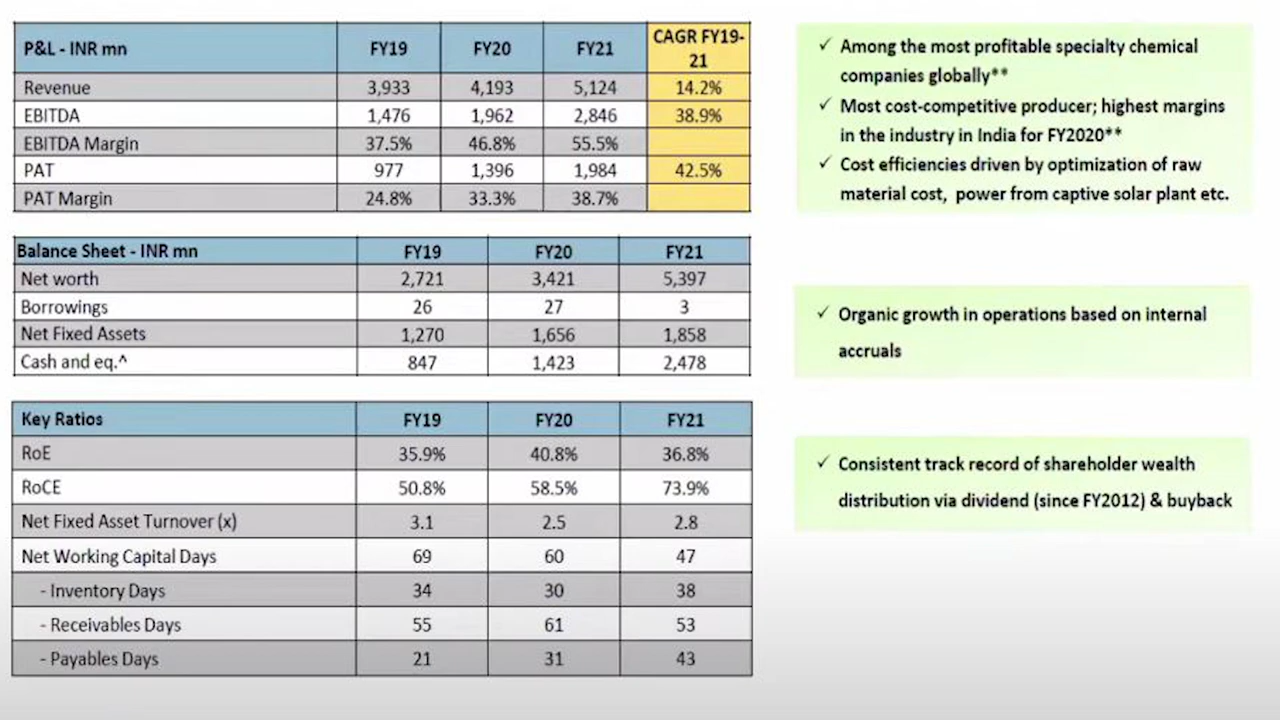 P&L - INR mn FY19 FY20 FY21 CAGR FY19-
21
Revenue 3,933 4,193 5,124 14.2%
EBITDA 1,476 1,962 2,846 38.9%
EBITDA Margin 37.5% 46.8% 55.5%
PAT 977 1,396 1,984 42.5%
PAT Margin 24.8% 33.3% 38.7%
✓ Among the most profitable specialty chemical
companies globally**
✓ Most cost-competitive producer; highest margins
in the industry in India for FY2020**
✓ Cost efficiencies driven by optimization of raw
material cost, power from captive solar plant etc.
Balance Sheet - INR mn FY19 FY20 FY21
Net worth 2,721 3,421 5,397
Borrowings 26 27 3
Net Fixed Assets 1,270 1,656 1,858
Cash and eq.^ 847 1,423 2,478
✓ Organic growth in operations based on internal
accruals
Key Ratios FY19 FY20 FY21
RoE 35.9% 40.8% 36.8%
RoCE 50.8% 58.5% 73.9%
Net Fixed Asset Turnover (x) 3.1 2.5 2.8
Net Working Capital Days 69 60 47
- Inventory Days 34 30 38
- Receivables Days 55 61 53
- Payables Days 21 31 43
✓ Consistent track record of shareholder wealth
distribution via dividend (since FY2012) & buyback